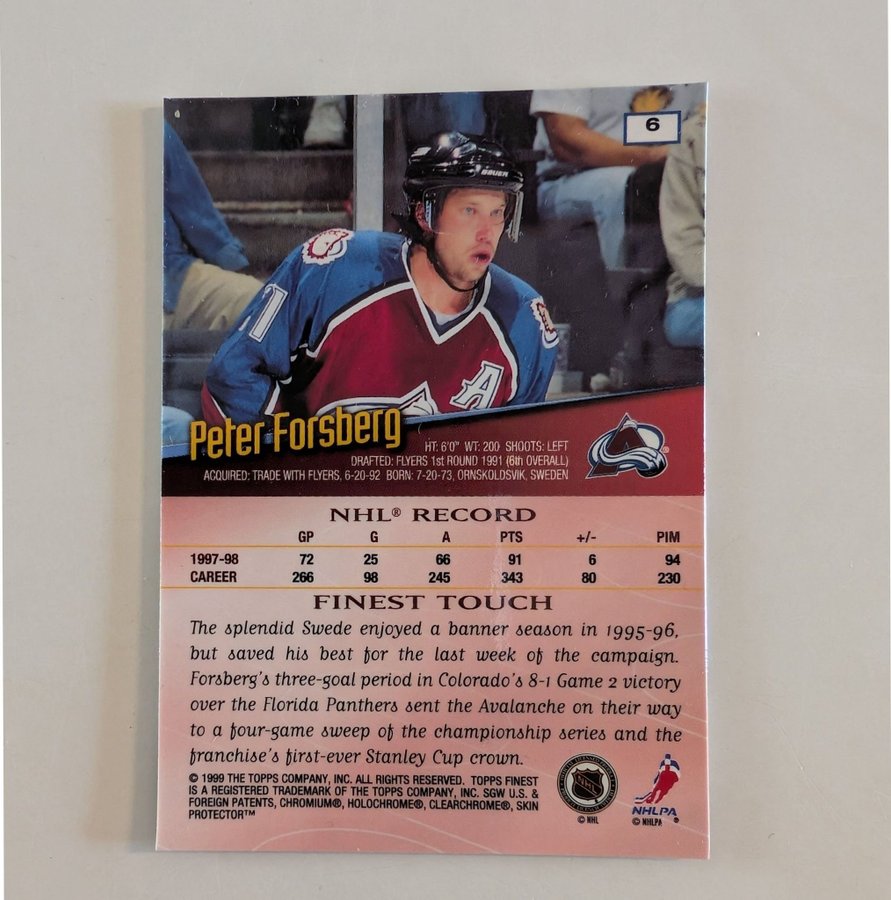 6
BAUER
21
A
Peter Forsberg
HT: 6'0" WT: 200 SHOOTS: LEFT
DRAFTED: FLYERS 1st ROUND 1991 (6th OVERALL)
ACQUIRED: TRADE WITH FLYERS, 6-20-92 BORN: 7-20-73, ORNSKOLDSVIK, SWEDEN
NHL® RECORD
GP G A PTS +/- PIM
1997-98 72 25 66 91 6 94
CAREER 266 98 245 343 80 230
FINEST TOUCH
The splendid Swede enjoyed a banner season in 1995-96,
but saved his best for the last week of the campaign.
Forsberg's three-goal period in Colorado's 8-1 Game 2 victory
over the Florida Panthers sent the Avalanche on their way
to a four-game sweep of the championship series and the
franchise's first-ever Stanley Cup crown.
© 1999 THE TOPPS COMPANY, INC. ALL RIGHTS RESERVED. TOPPS FINEST
IS A REGISTERED TRADEMARK OF THE TOPPS COMPANY, INC. SGW U.S. &
FOREIGN PATENTS, CHROMIUM®, HOLOCHROME®, CLEARCHROME®, SKIN
PROTECTOR™
NHL
© NHL
NHLPA
© NHLPA ®